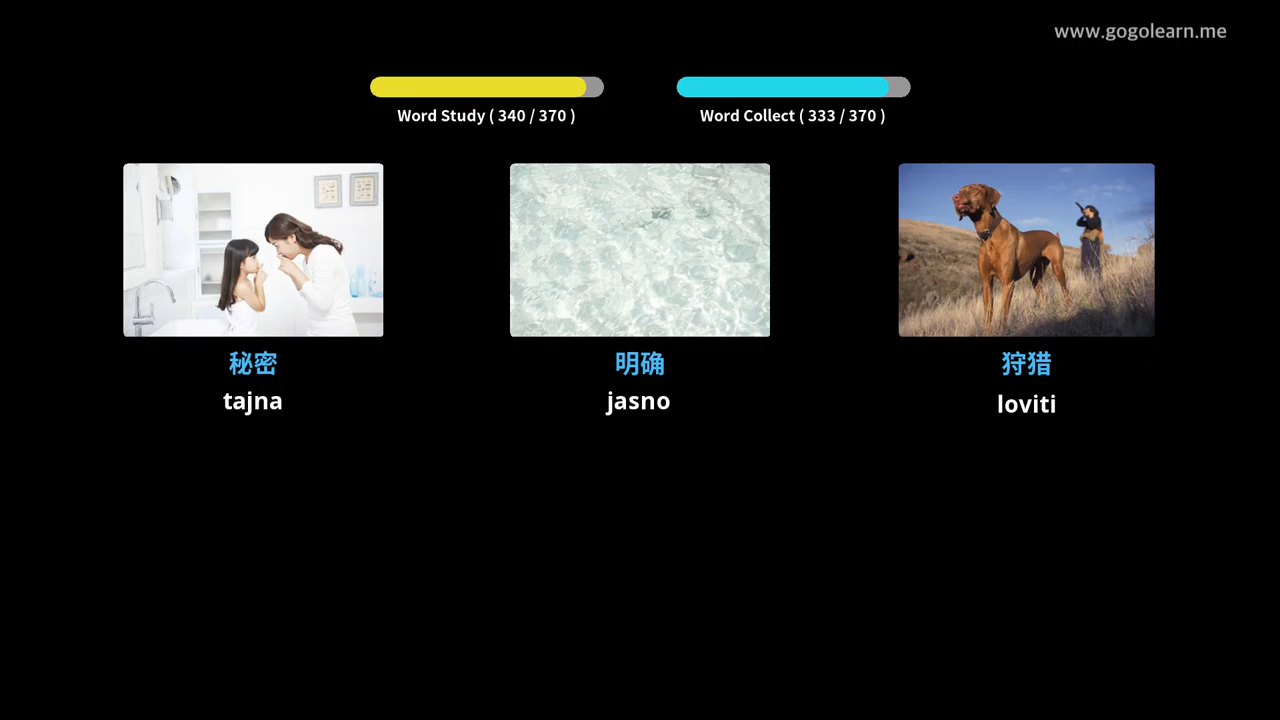 www.gogolearn.me
Word Study ( 340 / 370 )
Word Collect ( 333 / 370 )
秘密
明确
狩猎
tajna
jasno
loviti